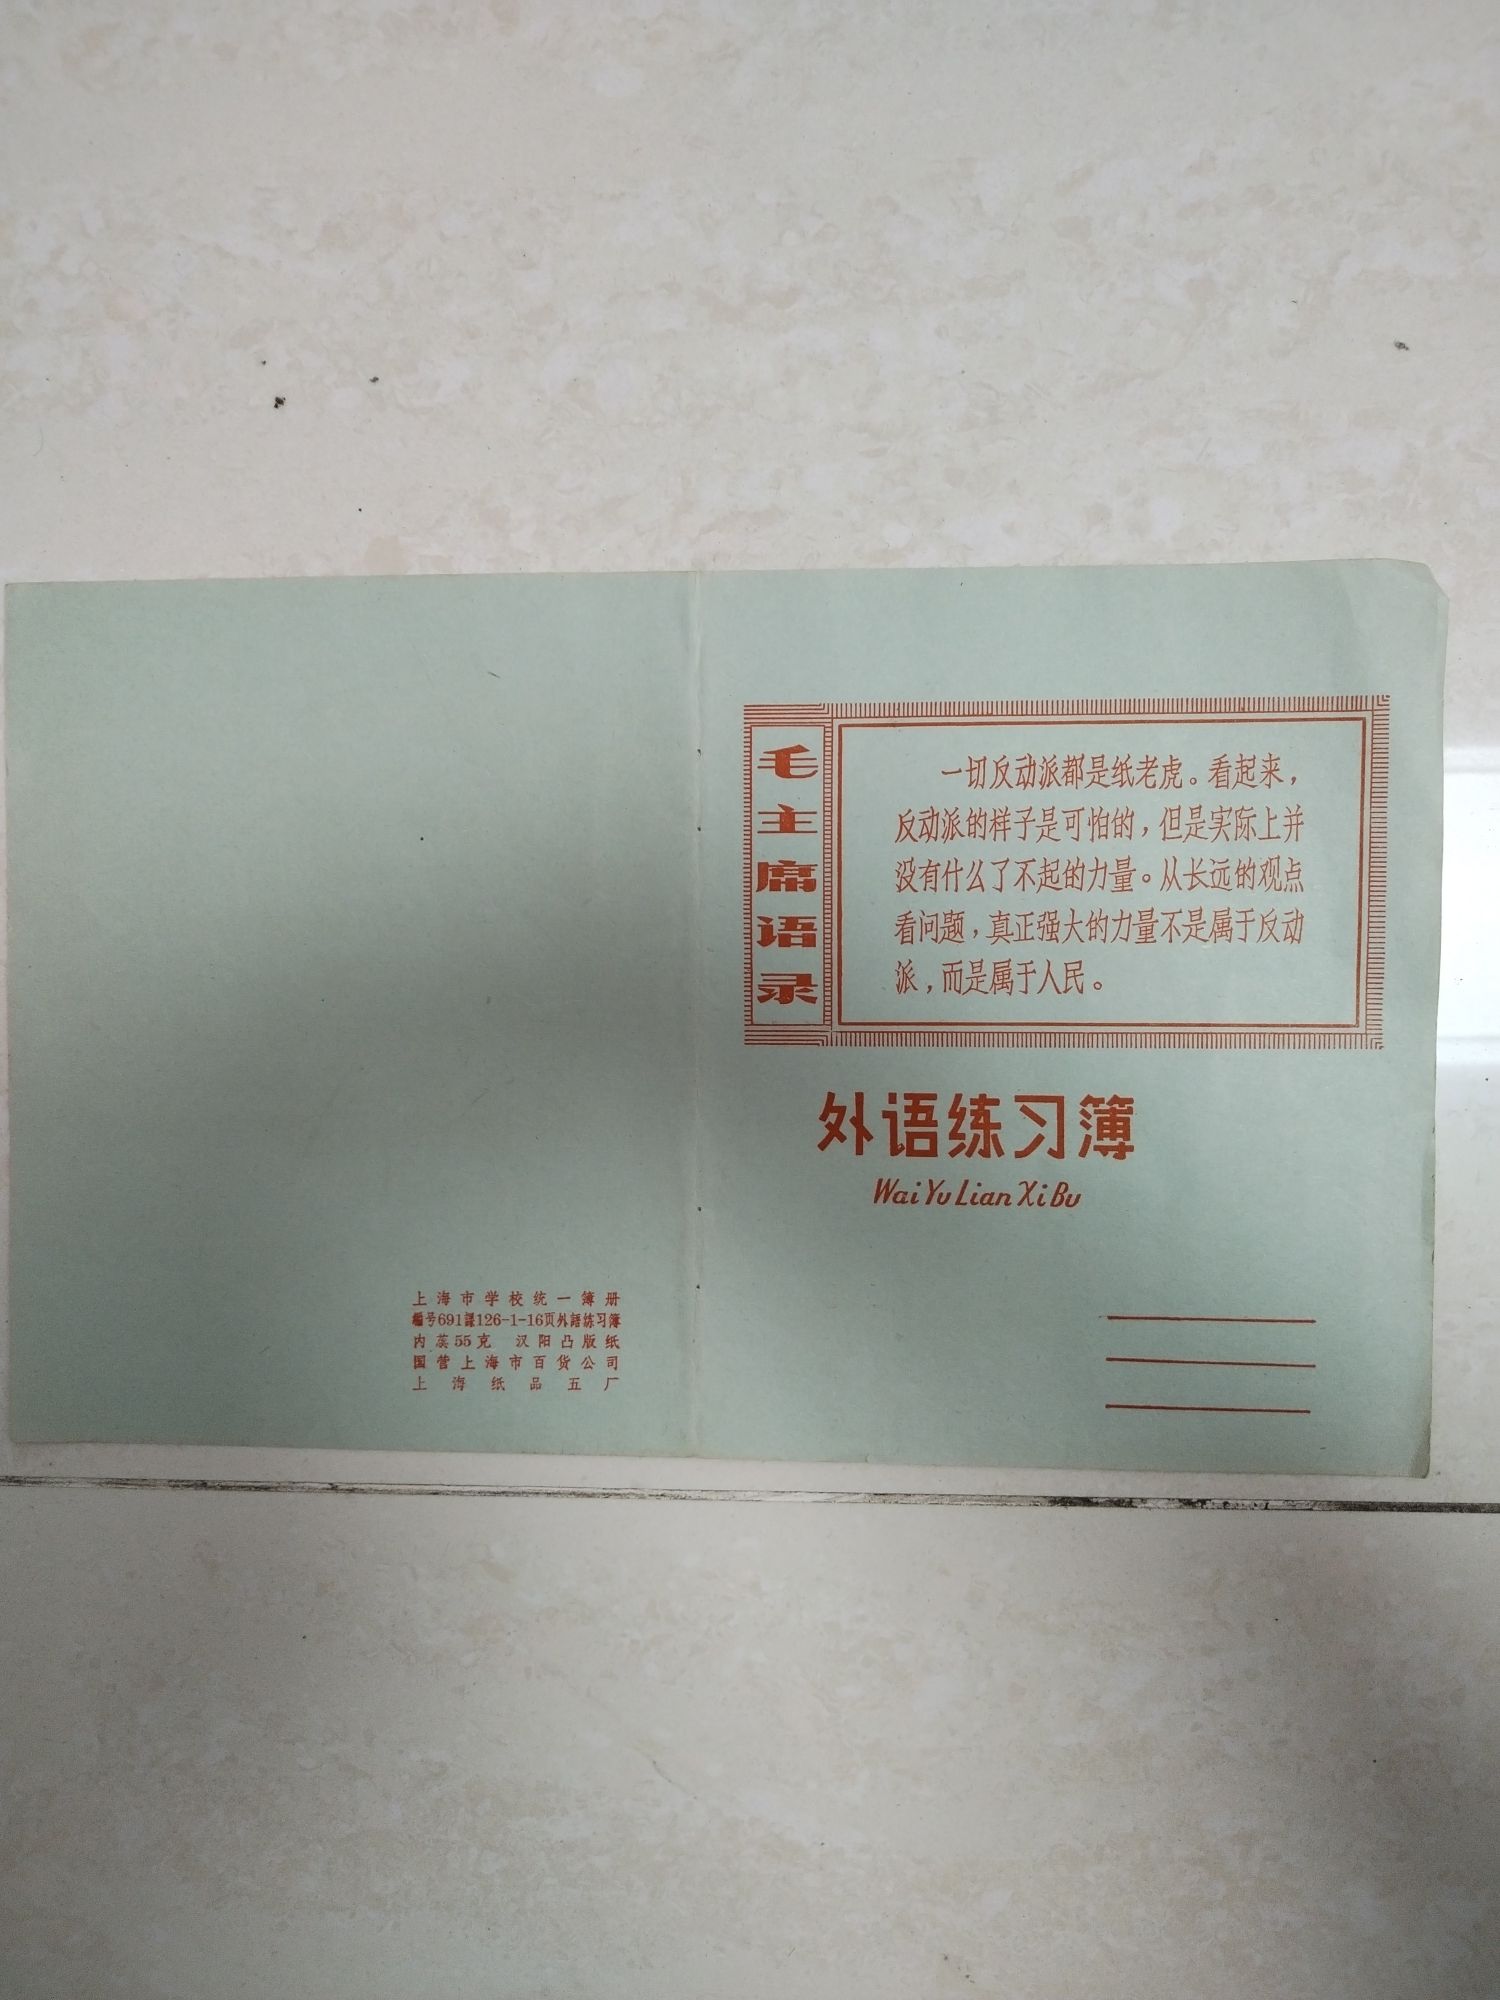 毛主席语录
一切反动派都是纸老虎。看起来，
反动派的样子是可怕的，但是实际上并
没有什么了不起的力量。从长远的观点
看问题，真正强大的力量不是属于反动
派，而是属于人民。
外语练习簿
Wai Yu Lian Xi Bu
上海市学校统一簿册
编号691課126-1-16页外語练习簿
内蕊55克 汉阳凸版纸
国营上海市百货公司
上海纸品五厂